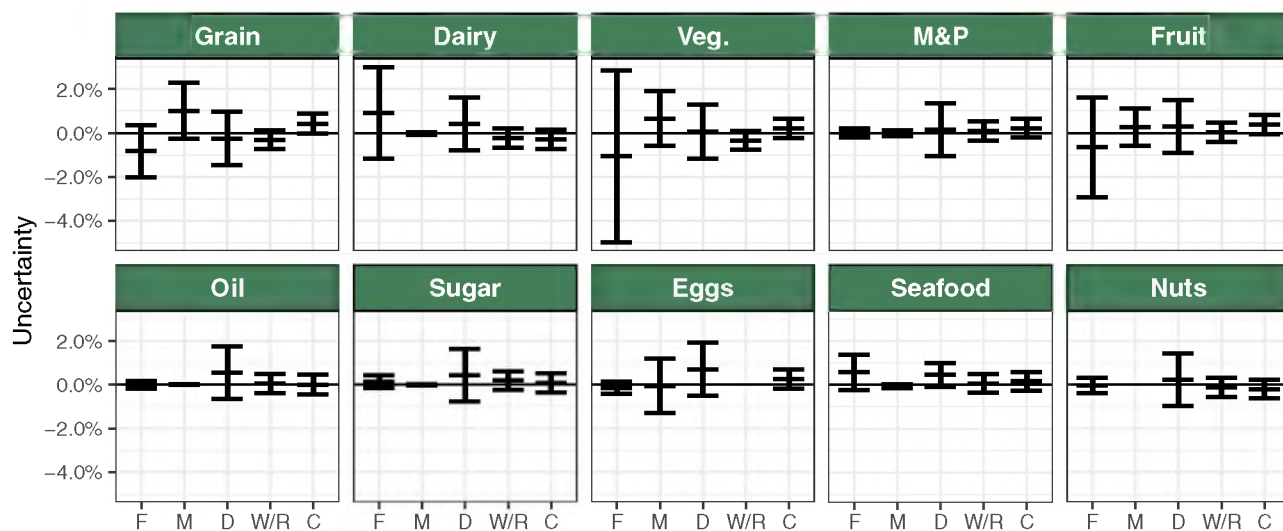 Grain Dairy Veg. M&P Fruit
2.0%
0.0%
−2.0%
−4.0%
Uncertainty
Oil Sugar Eggs Seafood Nuts
2.0%
0.0%
−2.0%
−4.0%
F M D W/R C F M D W/R C F M D W/R C F M D W/R C F M D W/R C